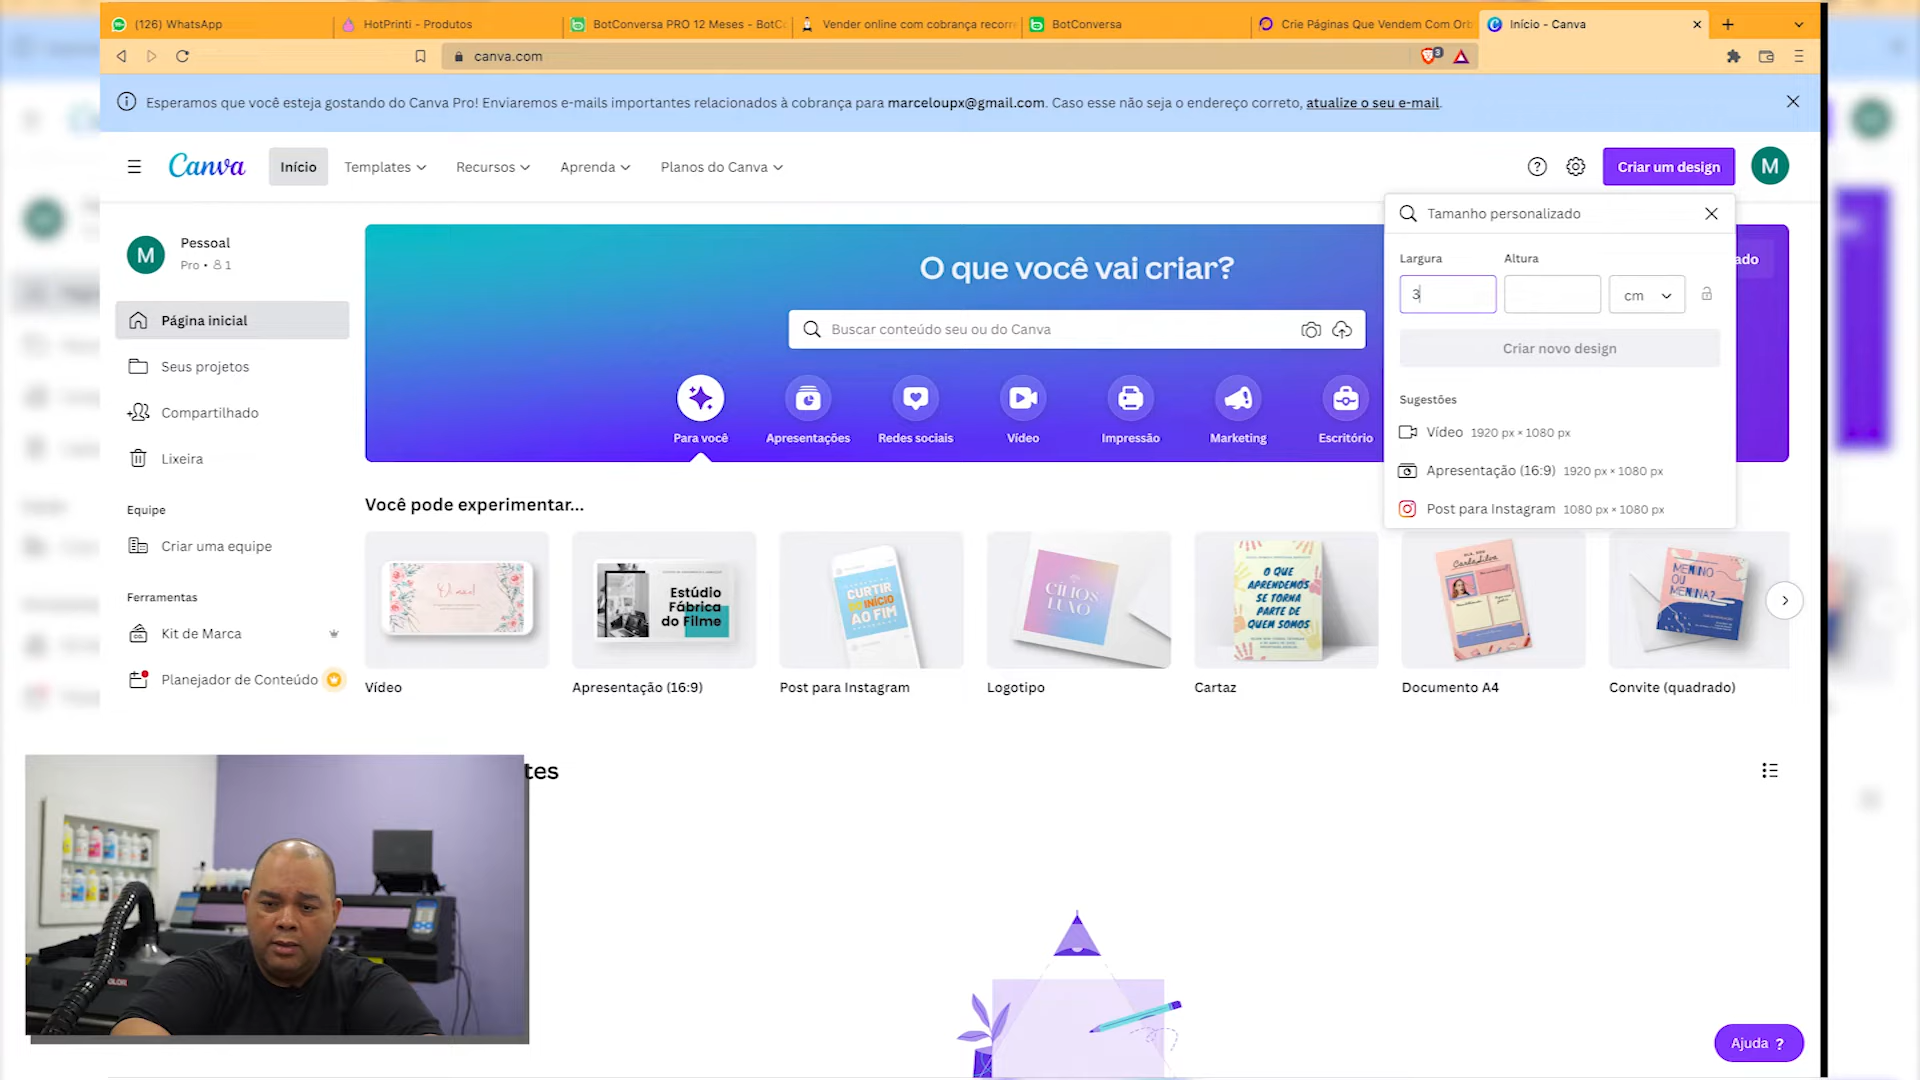 (126) WhatsApp
HotPrinti - Produtos
BotConversa PRO 12 Meses - BotC
Vender online com cobrança recorr
BotConversa
Crie Páginas Que Vendem Com Orb
Início - Canva
canva.com
3
Esperamos que você esteja gostando do Canva Pro! Enviaremos e-mails importantes relacionados à cobrança para marceloupx@gmail.com. Caso esse não seja o endereço correto, atualize o seu e-mail.
Canva
Início
Templates
Recursos
Aprenda
Planos do Canva
Criar um design
M
M
Pessoal
Pro • 1
Página inicial
Seus projetos
Compartilhado
Lixeira
Equipe
Criar uma equipe
Ferramentas
Kit de Marca
Planejador de Conteúdo
O que você vai criar?
Buscar conteúdo seu ou do Canva
Para você
Apresentações
Redes sociais
Vídeo
Impressão
Marketing
Escritório
ado
Tamanho personalizado
Largura
Altura
3
cm
Criar novo design
Sugestões
Vídeo 1920 px × 1080 px
Apresentação (16:9) 1920 px × 1080 px
Post para Instagram 1080 px × 1080 px
Você pode experimentar...
Estúdio
Fábrica
do Filme
CURTIR
DO INÍCIO
AO FIM
CÍLIOS
LUXO
O QUE
APRENDEMOS
SE TORNA
PARTE DE
QUEM SOMOS
MENINO
OU
MENINA?
Vídeo
Apresentação (16:9)
Post para Instagram
Logotipo
Cartaz
Documento A4
Convite (quadrado)
tes
Ajuda ?